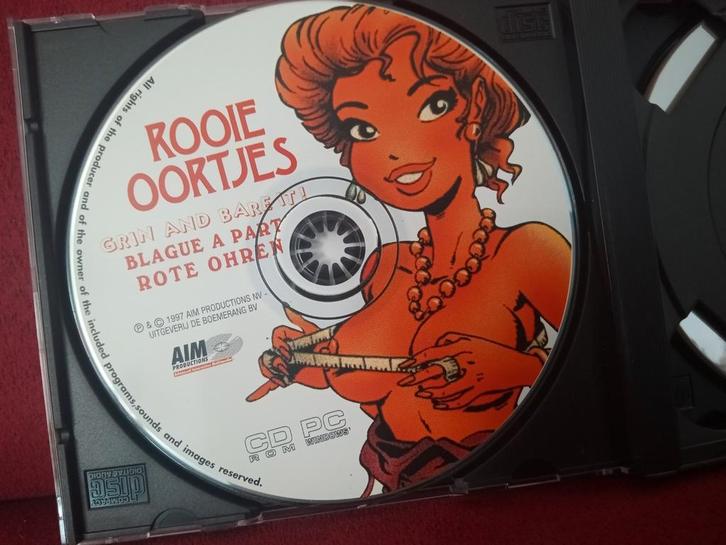 ROOIE
OORTJES
GRIN AND BARE IT!
BLAGUE A PART
ROTE OHREN
℗ & © 1997 AIM PRODUCTIONS NV -
UITGEVERIJ DE BOEMERANG BV
AIM
PRODUCTIONS
CD PC
ROM WINDOWS
All rights of the producer and of the owner of the included programs,sounds and images reserved.
disc
DIGITAL AUDIO
disc